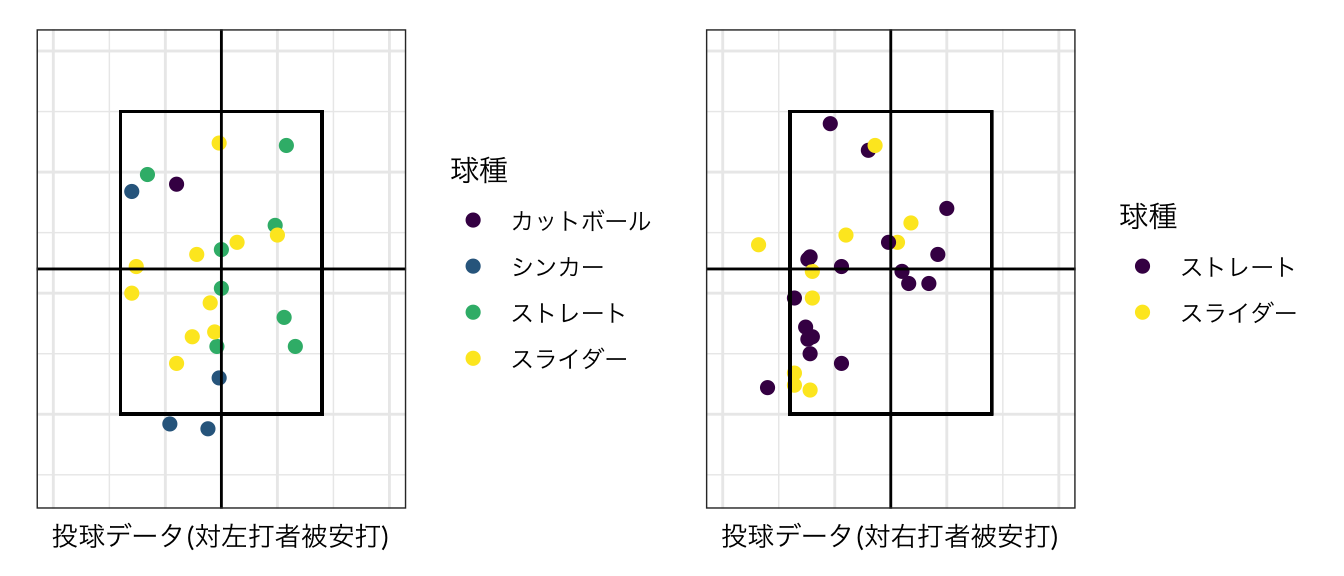 球種
カットボール
シンカー
ストレート
スライダー
投球データ(対左打者被安打)
球種
ストレート
スライダー
投球データ(対右打者被安打)